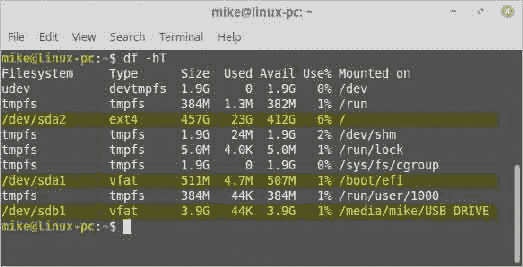 mike@linux-pc: ~
File Edit View Search Terminal Help
mike@linux-pc:~$ df -hT
Filesystem Type Size Used Avail Use% Mounted on
udev devtmpfs 1.9G 0 1.9G 0% /dev
tmpfs tmpfs 384M 1.3M 382M 1% /run
/dev/sda2 ext4 457G 23G 412G 6% /
tmpfs tmpfs 1.9G 24M 1.9G 2% /dev/shm
tmpfs tmpfs 5.0M 4.0K 5.0M 1% /run/lock
tmpfs tmpfs 1.9G 0 1.9G 0% /sys/fs/cgroup
/dev/sda1 vfat 511M 4.7M 507M 1% /boot/efi
tmpfs tmpfs 384M 44K 384M 1% /run/user/1000
/dev/sdb1 vfat 3.9G 44K 3.9G 1% /media/mike/USB DRIVE
mike@linux-pc:~$